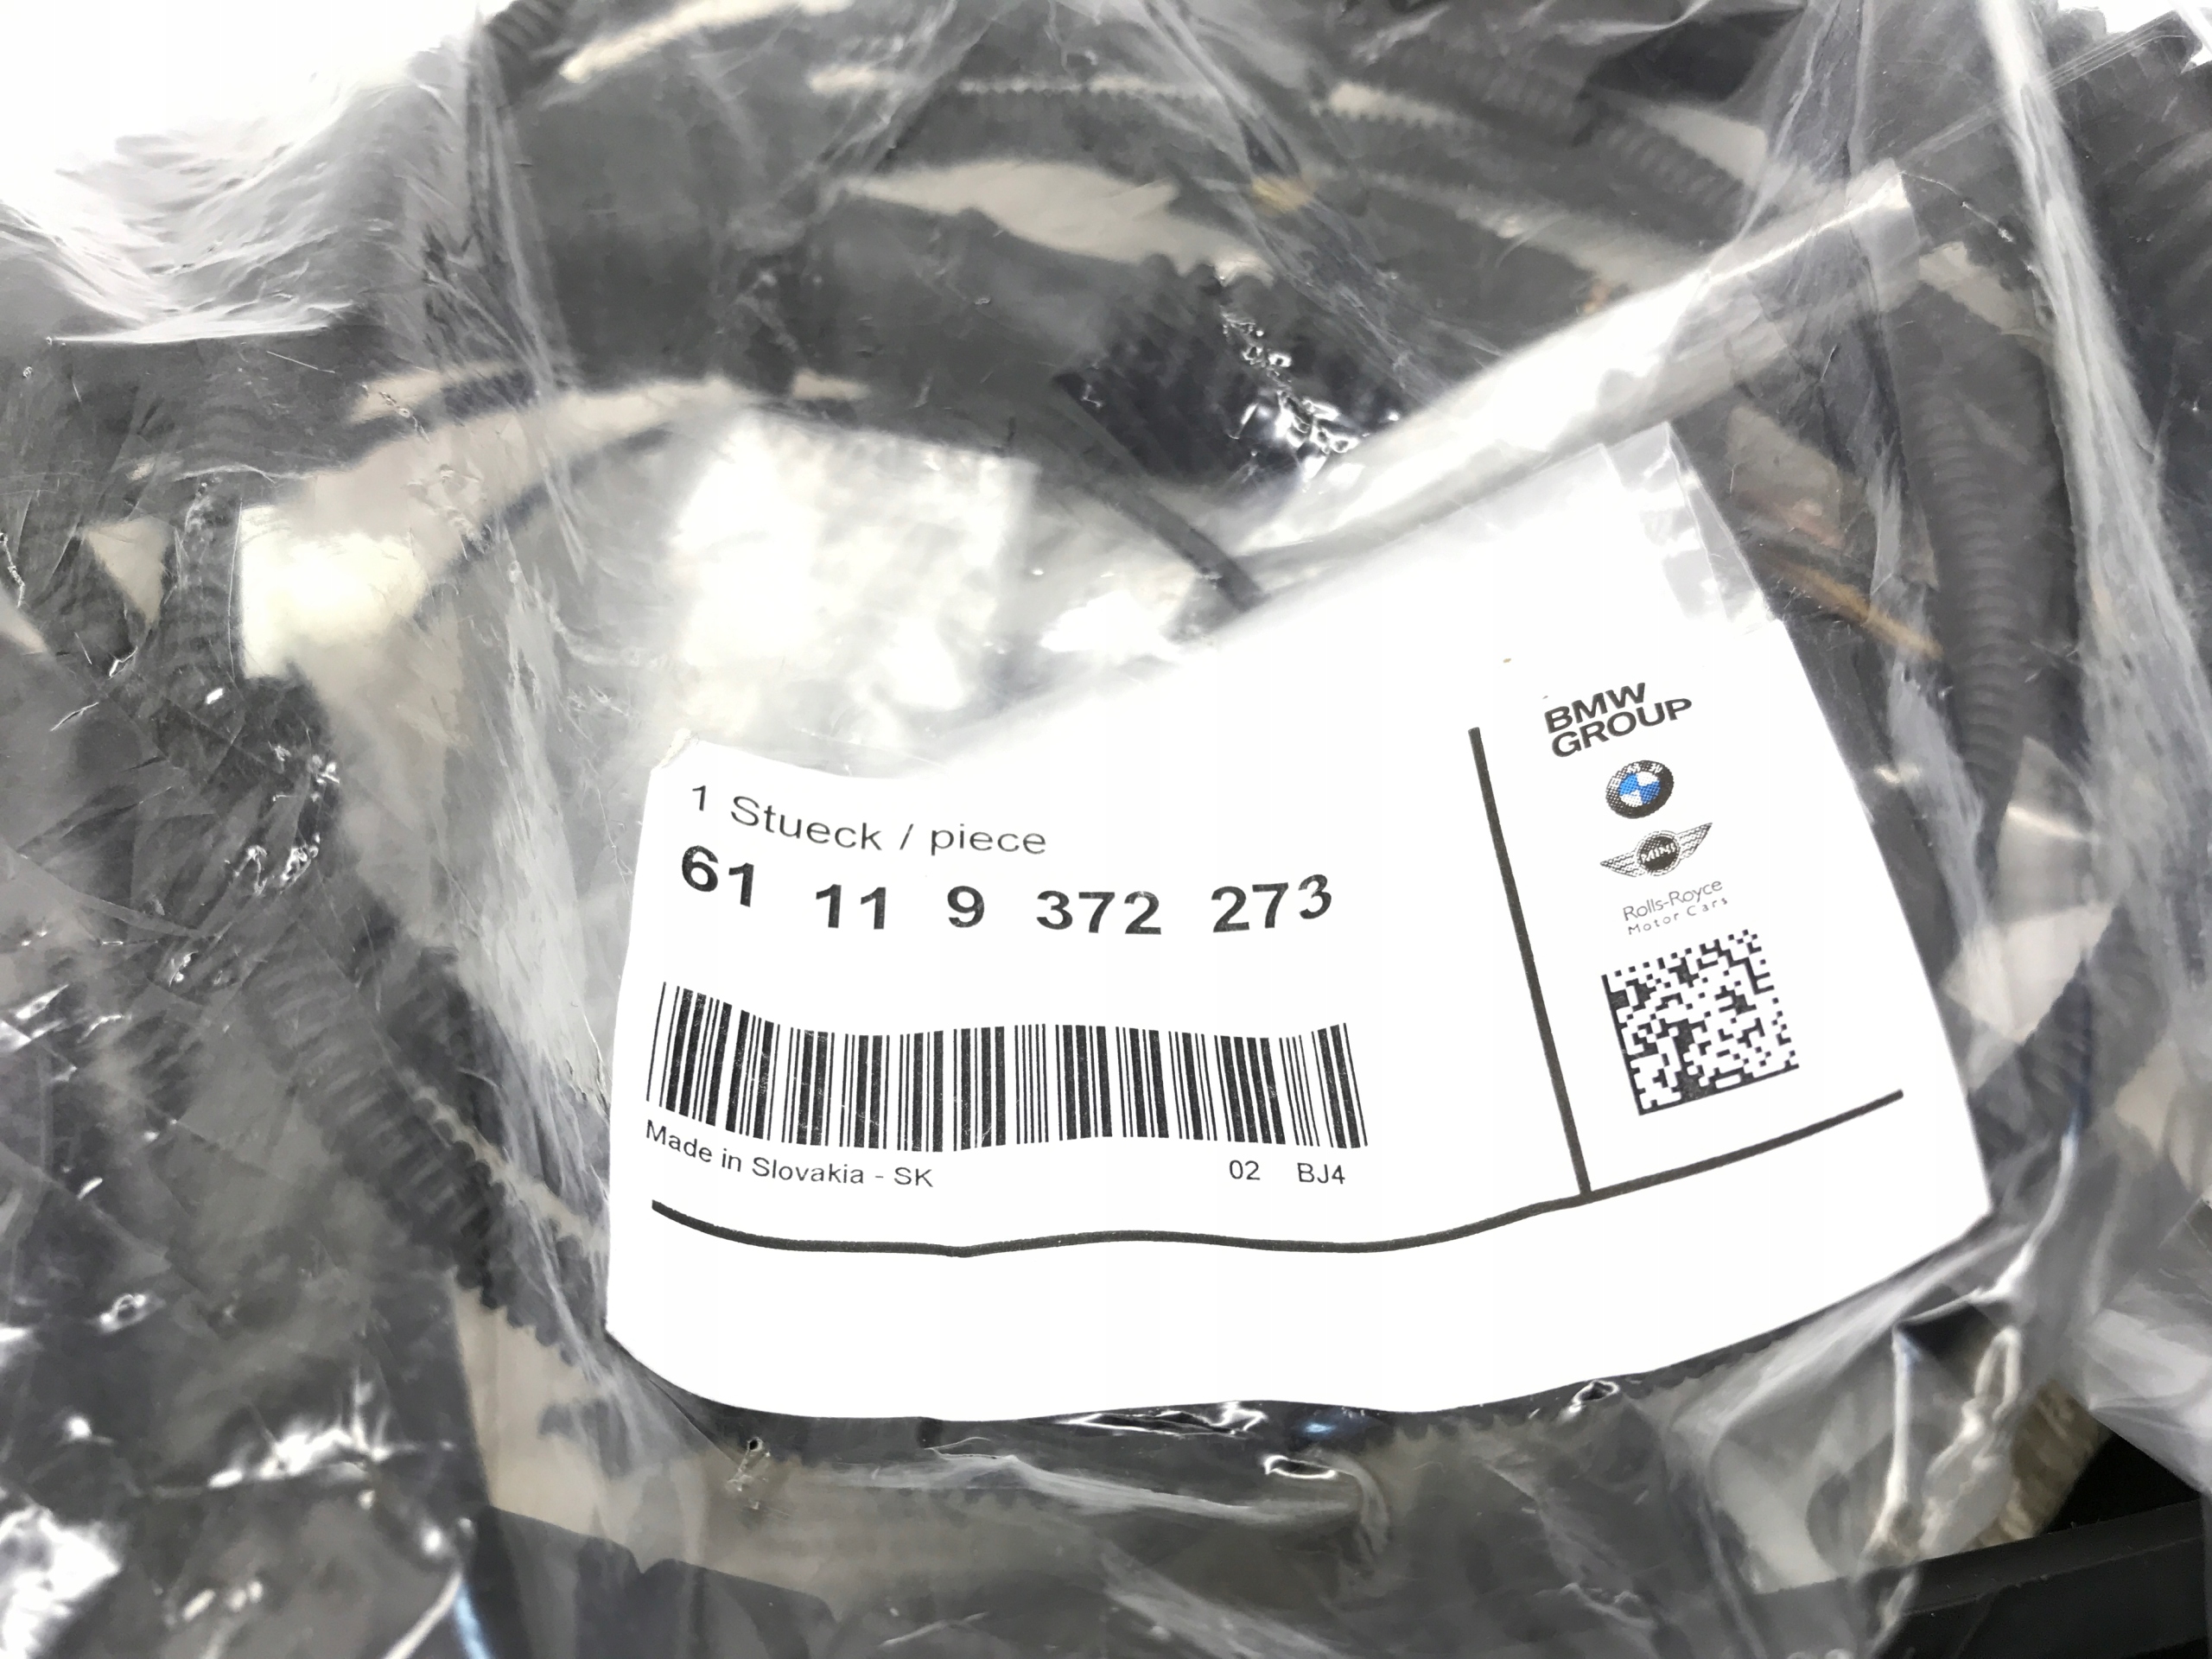 1 Stueck / piece
61 11 9 372 273
Made in Slovakia - SK
02 BJ4
BMW
GROUP
BMW
MINI
Rolls-Royce
Motor Cars